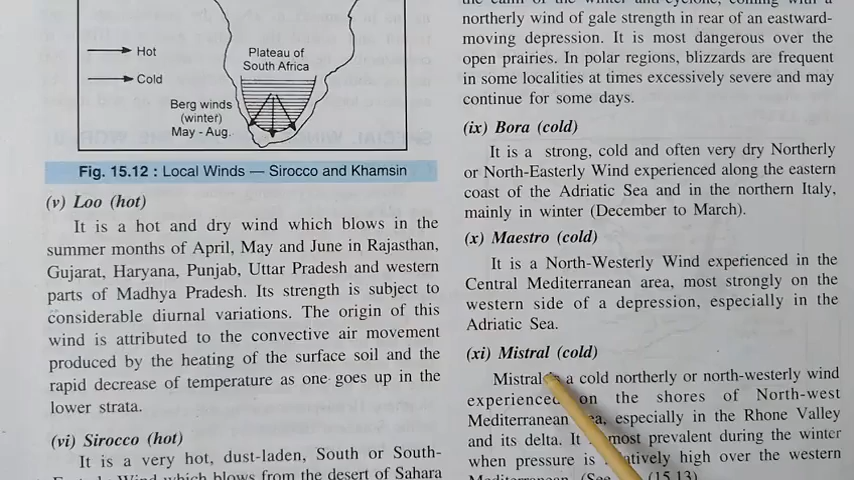 Hot
Cold
Plateau of
South Africa
Berg winds
(winter)
May - Aug.
Fig. 15.12 : Local Winds — Sirocco and Khamsin
(v) Loo (hot)
It is a hot and dry wind which blows in the
summer months of April, May and June in Rajasthan,
Gujarat, Haryana, Punjab, Uttar Pradesh and western
parts of Madhya Pradesh. Its strength is subject to
considerable diurnal variations. The origin of this
wind is attributed to the convective air movement
produced by the heating of the surface soil and the
rapid decrease of temperature as one goes up in the
lower strata.
(vi) Sirocco (hot)
It is a very hot, dust-laden, South or South-
Wind which blows from the desert of Sahara
northerly wind of gale strength in rear of an eastward-
moving depression. It is most dangerous over the
open prairies. In polar regions, blizzards are frequent
in some localities at times excessively severe and may
continue for some days.
(ix) Bora (cold)
It is a strong, cold and often very dry Northerly
or North-Easterly Wind experienced along the eastern
coast of the Adriatic Sea and in the northern Italy,
mainly in winter (December to March).
(x) Maestro (cold)
It is a North-Westerly Wind experienced in the
Central Mediterranean area, most strongly on the
western side of a depression, especially in the
Adriatic Sea.
(xi) Mistral (cold)
Mistral a cold northerly or north-westerly wind
experienced on the shores of North-west
Mediterranean especially in the Rhone Valley
and its delta. It most prevalent during the winter
when pressure is high over the western
(15.13)